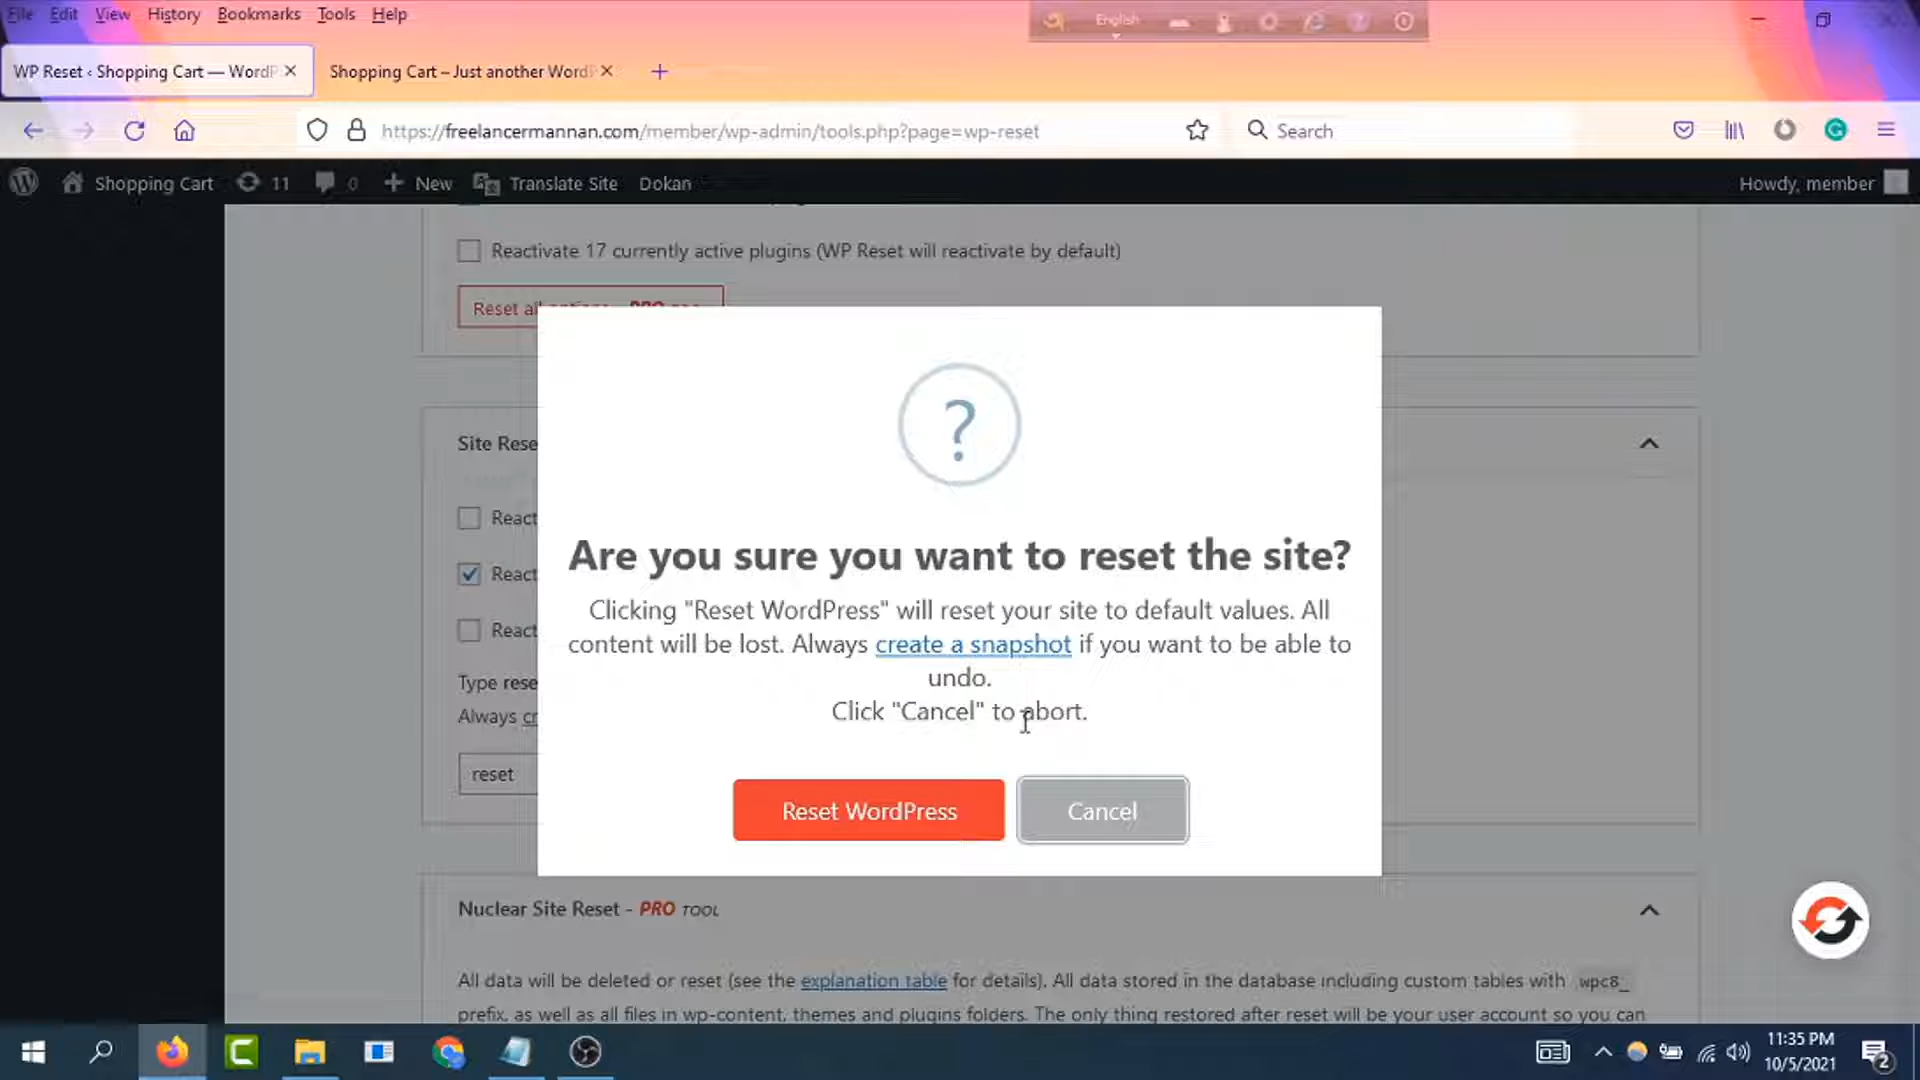 File Edit View History Bookmarks Tools Help
English
WP Reset ‹ Shopping Cart — WordP
Shopping Cart – Just another Word
https://freelancermannan.com/member/wp-admin/tools.php?page=wp-reset
Search
Shopping Cart 11 0 New Translate Site Dokan
Howdy, member
Reactivate 17 currently active plugins (WP Reset will reactivate by default)
Reset al
Site Rese
React
React
React
Type rese
Always cr
reset
?
Are you sure you want to reset the site?
Clicking "Reset WordPress" will reset your site to default values. All
content will be lost. Always create a snapshot if you want to be able to
undo.
Click "Cancel" to abort.
Reset WordPress
Cancel
Nuclear Site Reset - PRO TOOL
All data will be deleted or reset (see the explanation table for details). All data stored in the database including custom tables with wpc8_
prefix, as well as all files in wp-content, themes and plugins folders. The only thing restored after reset will be your user account so you can
11:35 PM
10/5/2021
2